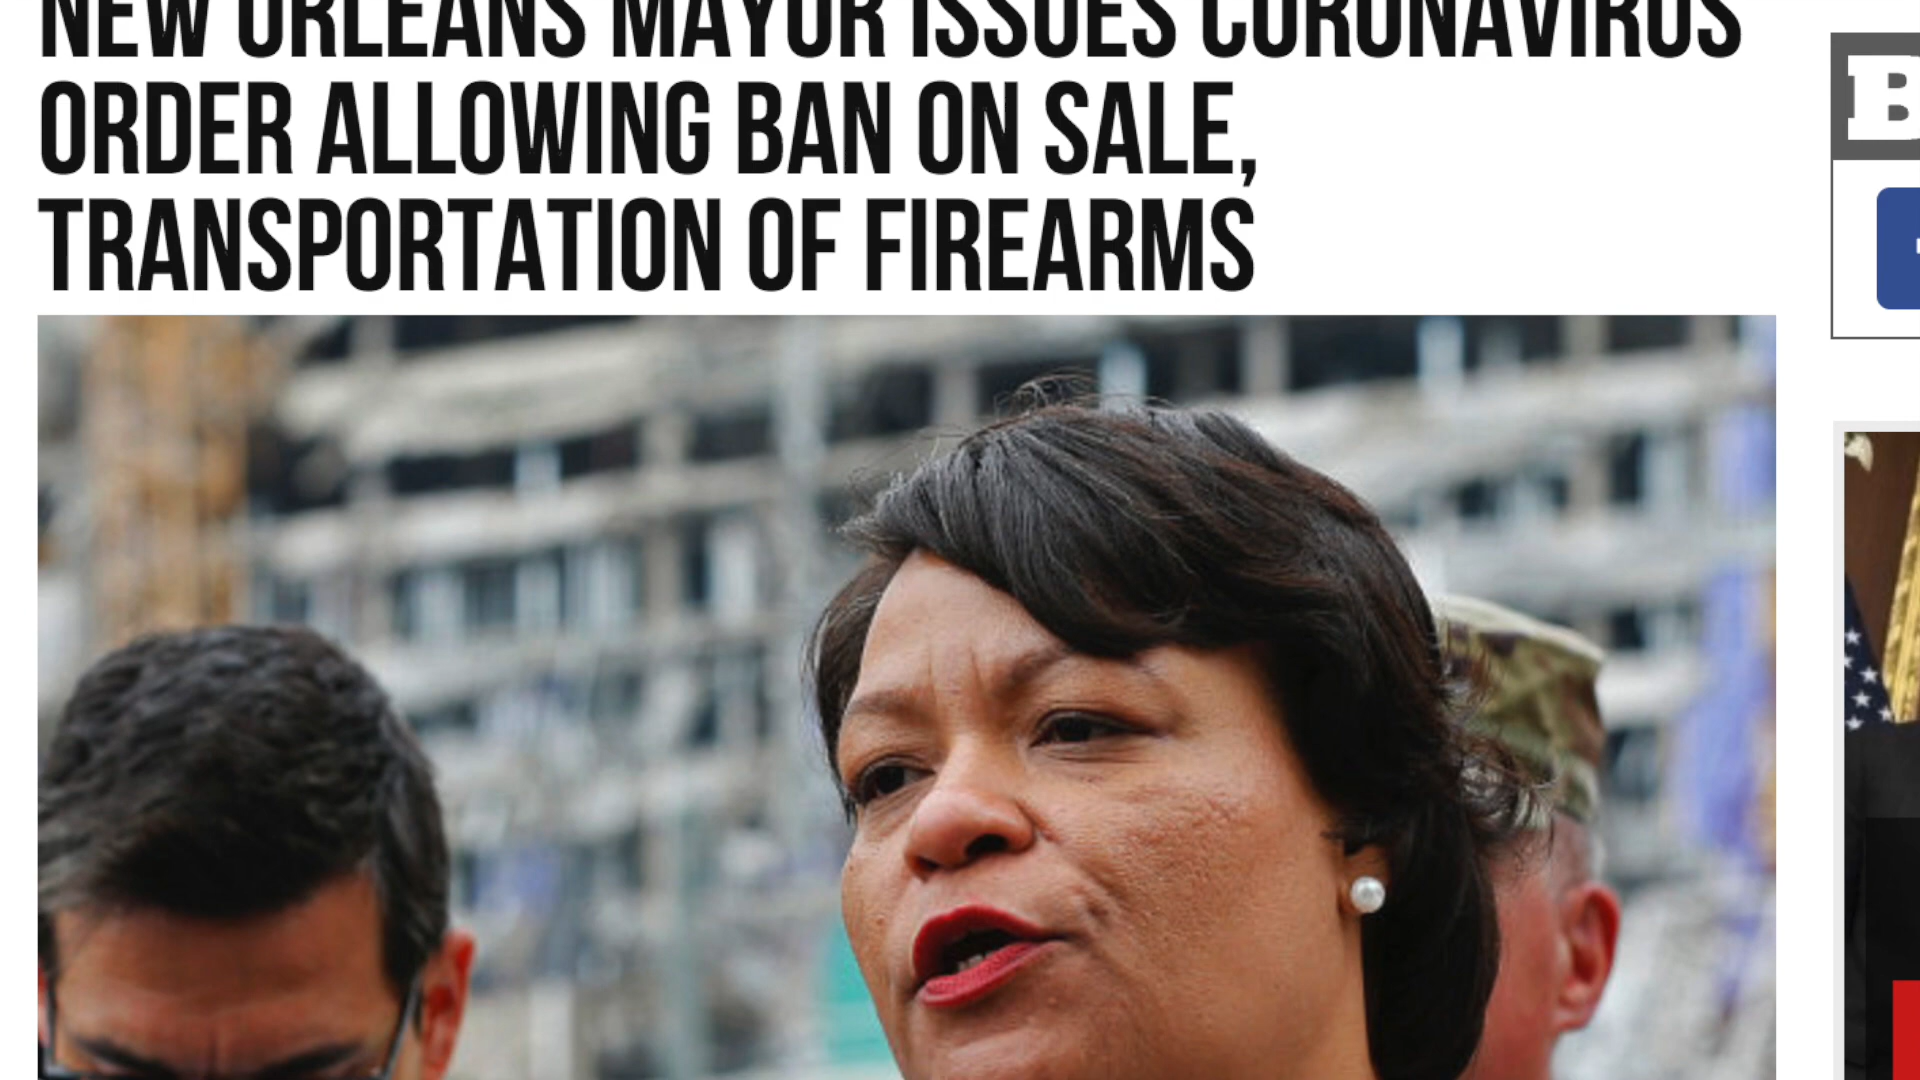 NEW ORLEANS MAYOR ISSUES CORONAVIRUS
ORDER ALLOWING BAN ON SALE,
TRANSPORTATION OF FIREARMS
B